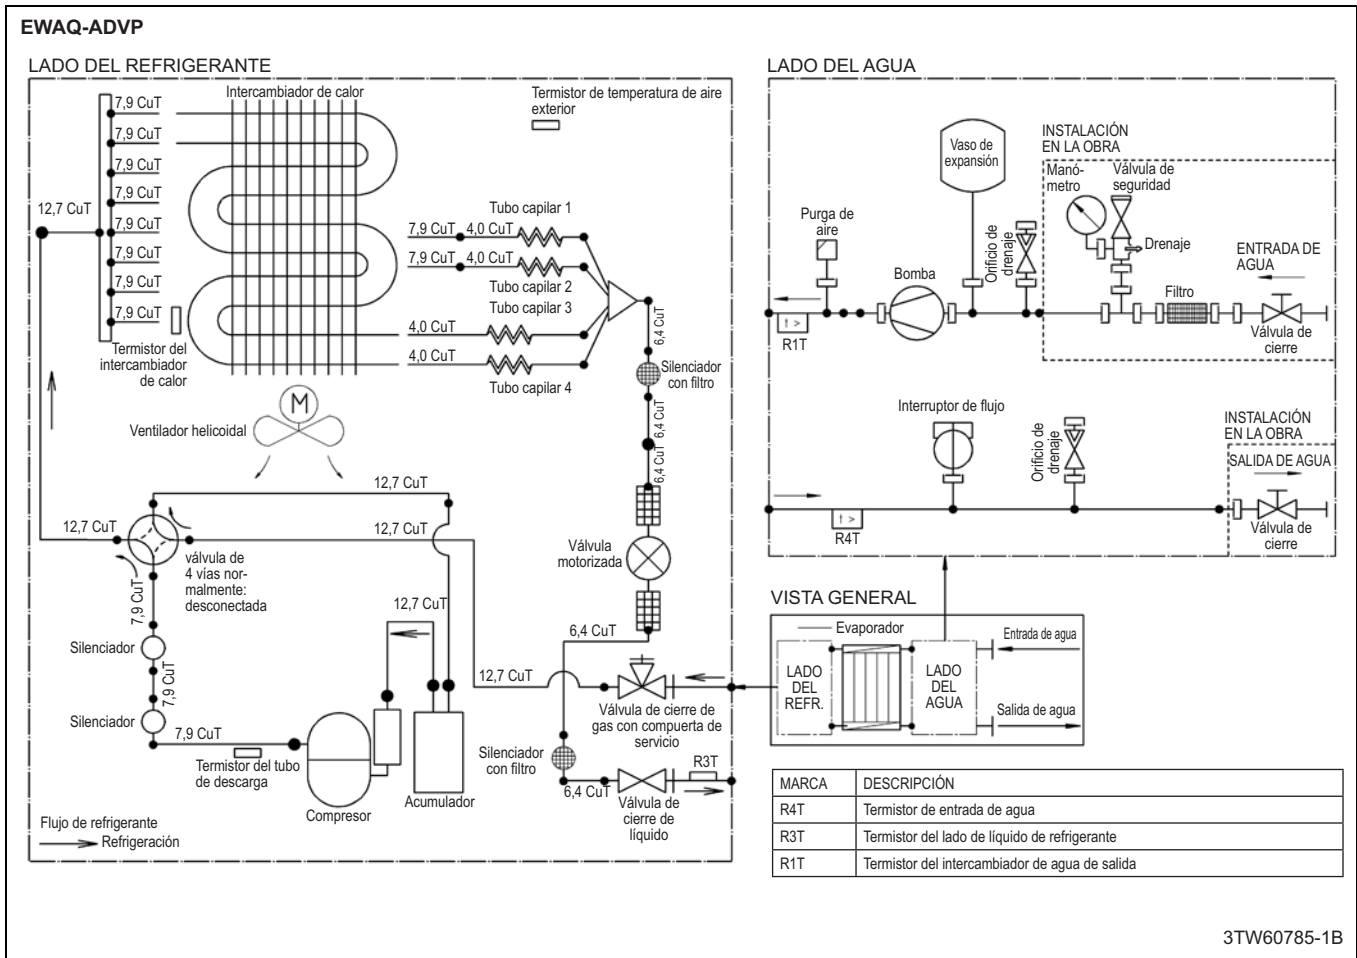 EWAQ-ADVP
LADO DEL REFRIGERANTE
7,9 CuT
Intercambiador de calor
Termistor de temperatura de aire
exterior
7,9 CuT
7,9 CuT
7,9 CuT
12,7 CuT
7,9 CuT
7,9 CuT
7,9 CuT
7,9 CuT
Termistor del
intercambiador
de calor
Tubo capilar 1
7,9 CuT
4,0 CuT
7,9 CuT
4,0 CuT
Tubo capilar 2
Tubo capilar 3
4,0 CuT
4,0 CuT
Tubo capilar 4
6,4 CuT
Silenciador
con filtro
6,4 CuT
6,4 CuT
M
Ventilador helicoidal
12,7 CuT
12,7 CuT
12,7 CuT
válvula de
4 vías nor-
malmente:
desconectada
7,9 CuT
Silenciador
7,9 CuT
Silenciador
7,9 CuT
Termistor del tubo
de descarga
Compresor
12,7 CuT
Acumulador
Válvula
motorizada
6,4 CuT
12,7 CuT
Válvula de cierre de
gas con compuerta de
servicio
Silenciador
con filtro
6,4 CuT
R3T
Válvula de
cierre de
líquido
Flujo de refrigerante
Refrigeración
LADO DEL AGUA
Vaso de
expansión
INSTALACIÓN
EN LA OBRA
Manó-
metro
Válvula de
seguridad
Purga de
aire
Orificio de
drenaje
Drenaje
ENTRADA DE
AGUA
Bomba
Filtro
t >
R1T
Válvula de
cierre
Interruptor de flujo
Orificio de
drenaje
INSTALACIÓN
EN LA OBRA
SALIDA DE AGUA
t >
R4T
Válvula de
cierre
VISTA GENERAL
Evaporador
Entrada de agua
LADO
DEL
REFR.
LADO
DEL
AGUA
Salida de agua
MARCA DESCRIPCIÓN
R4T Termistor de entrada de agua
R3T Termistor del lado de líquido de refrigerante
R1T Termistor del intercambiador de agua de salida
3TW60785-1B